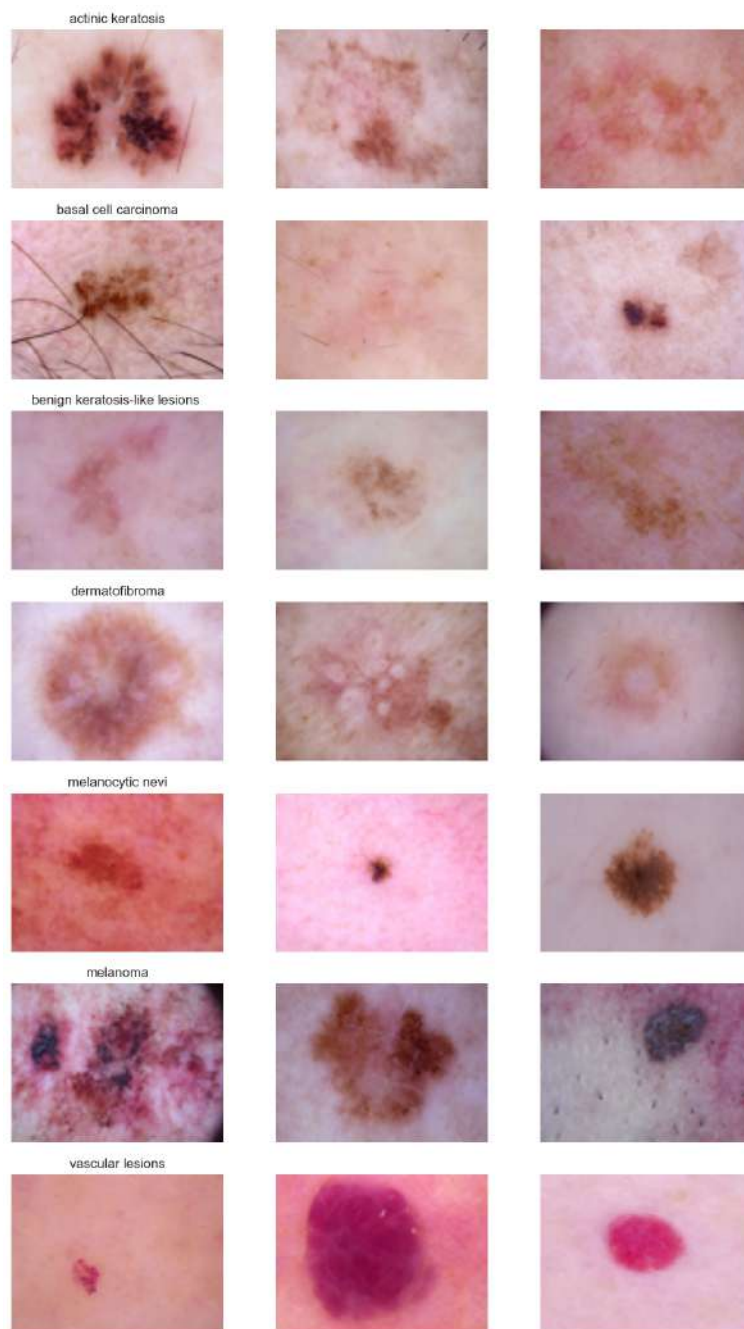 actinic keratosis
basal cell carcinoma
benign keratosis-like lesions
dermatofibroma
melanocytic nevi
melanoma
vascular lesions